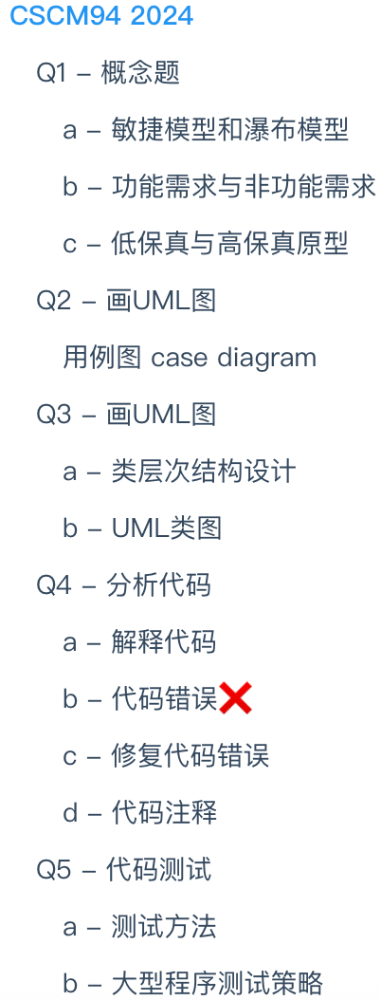 CSCM94 2024
Q1 – 概念题
a – 敏捷模型和瀑布模型
b – 功能需求与非功能需求
c – 低保真与高保真原型
Q2 – 画UML图
用例图 case diagram
Q3 – 画UML图
a – 类层次结构设计
b – UML类图
Q4 – 分析代码
a – 解释代码
b – 代码错误❌
c – 修复代码错误
d – 代码注释
Q5 – 代码测试
a – 测试方法
b – 大型程序测试策略